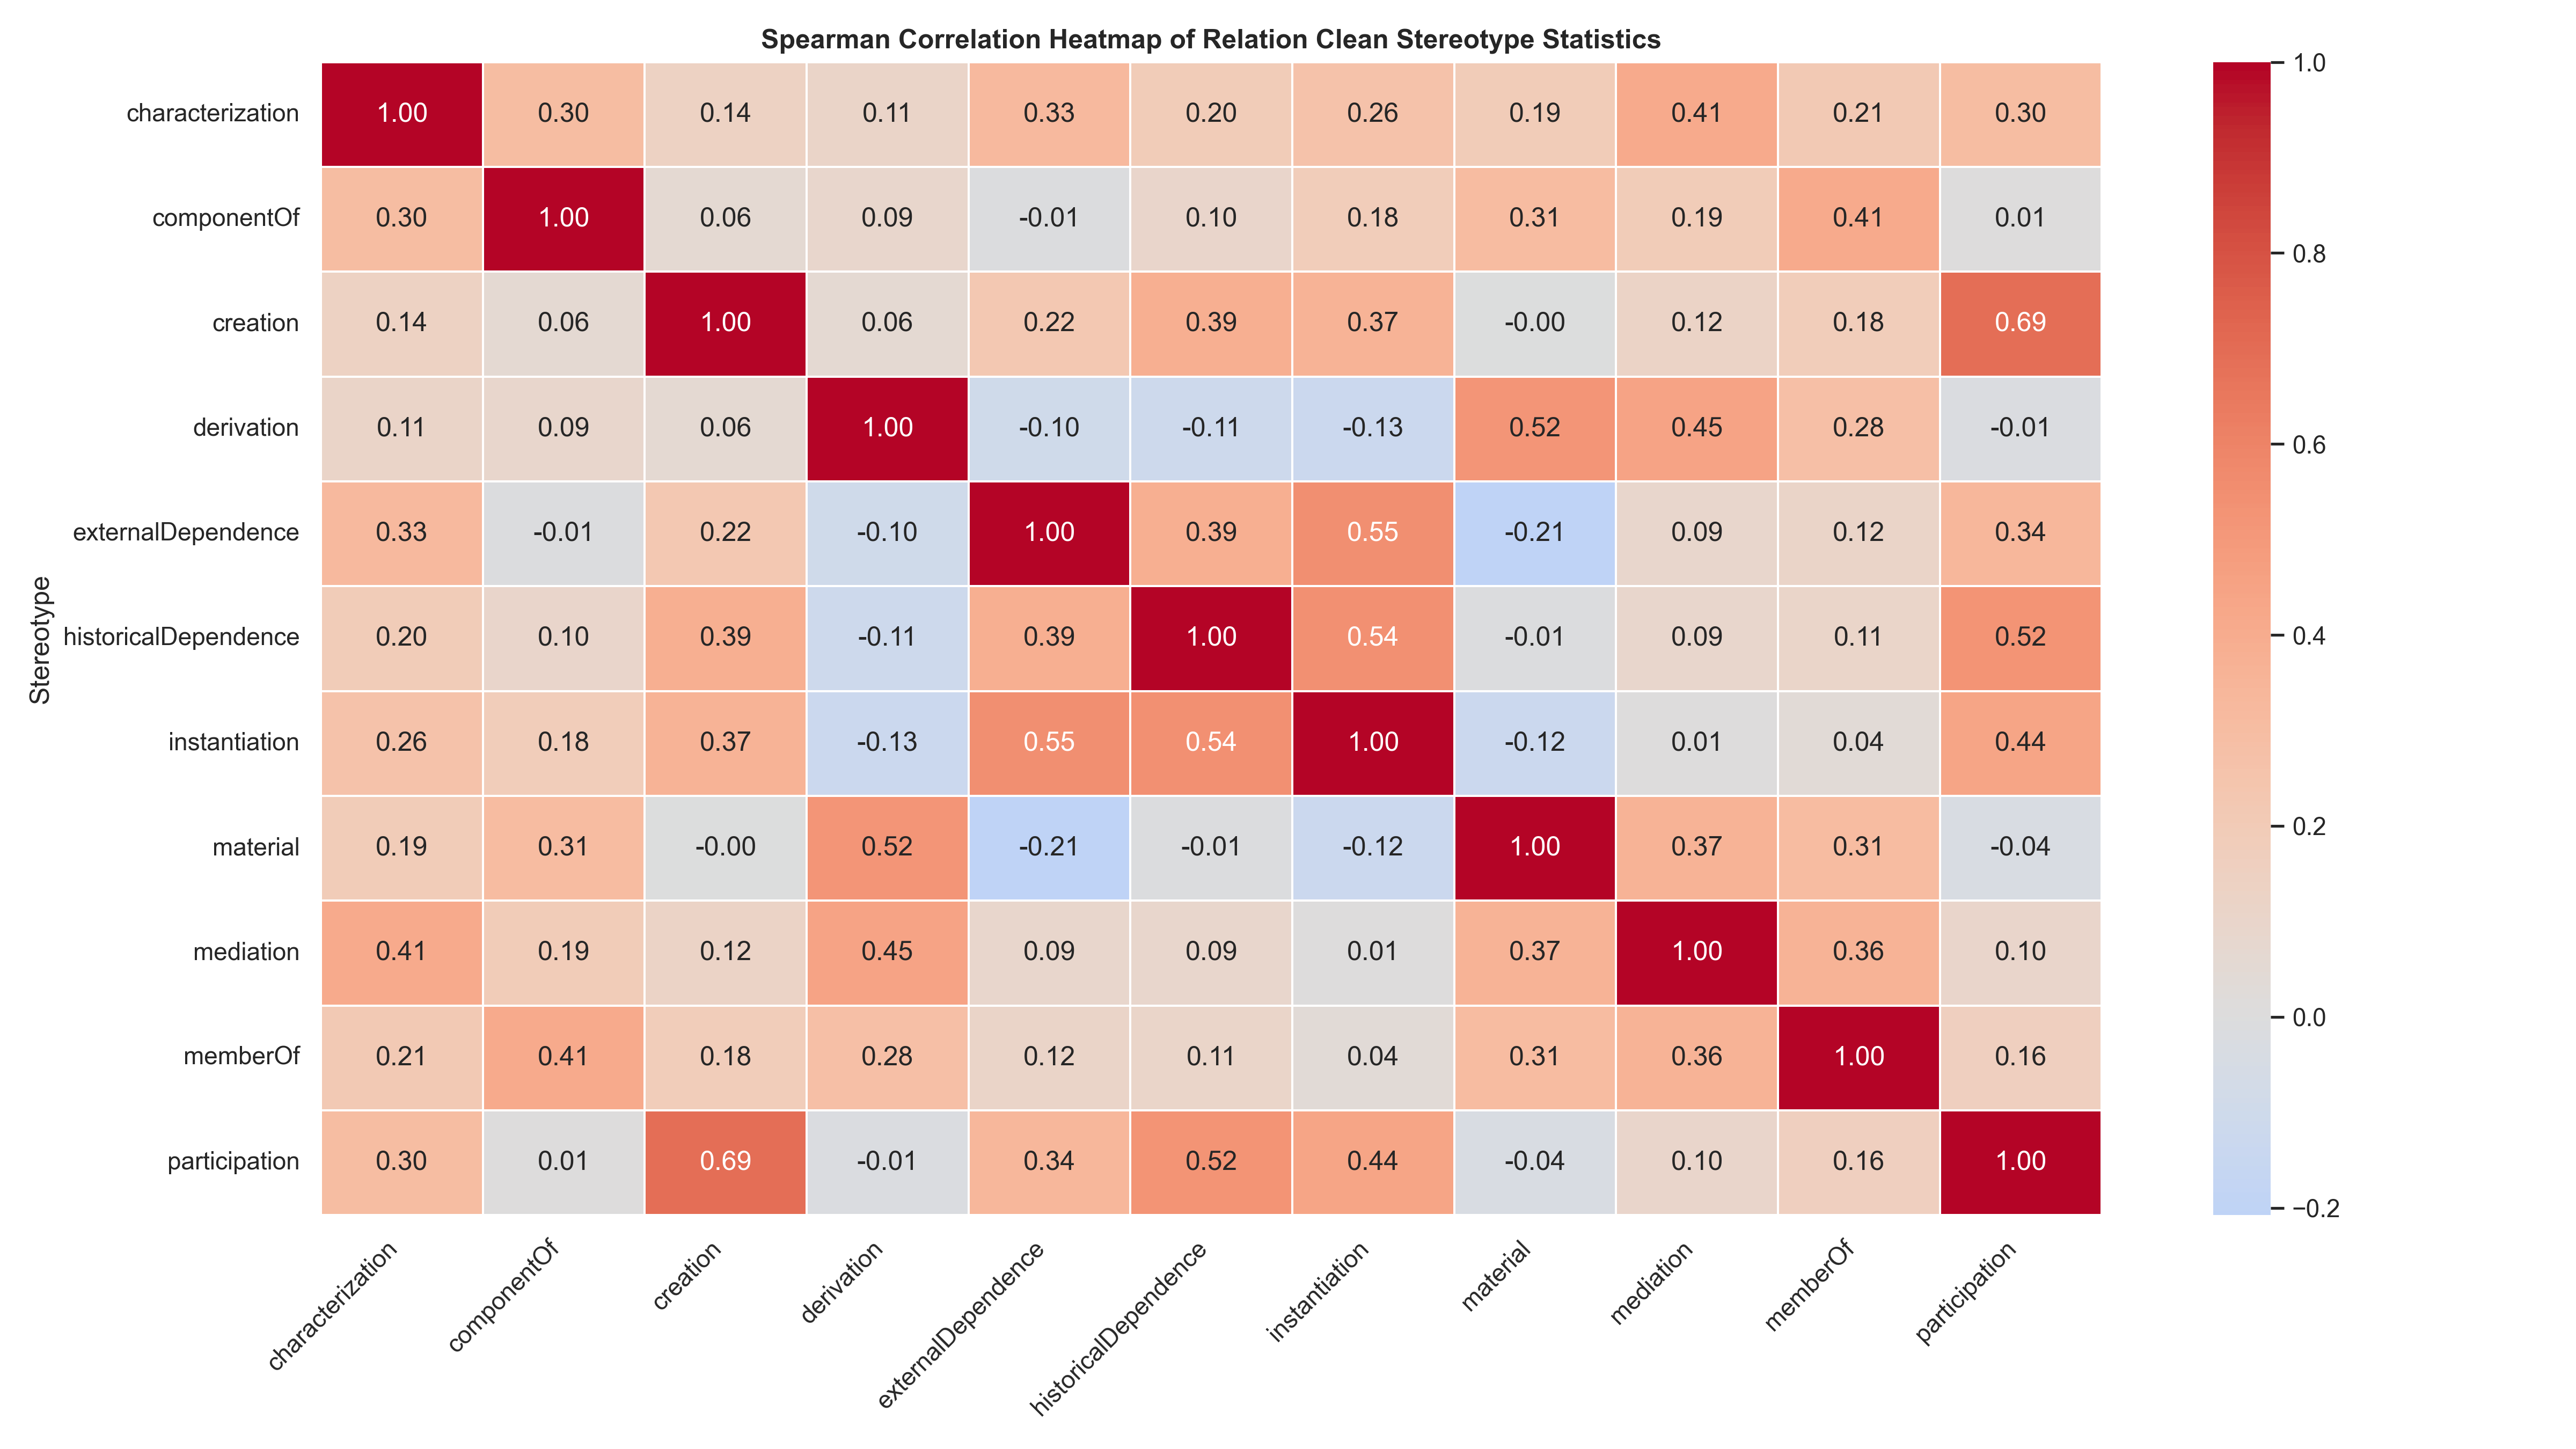 Spearman Correlation Heatmap of Relation Clean Stereotype Statistics
Stereotype
characterization 1.00 0.30 0.14 0.11 0.33 0.20 0.26 0.19 0.41 0.21 0.30
componentOf 0.30 1.00 0.06 0.09 -0.01 0.10 0.18 0.31 0.19 0.41 0.01
creation 0.14 0.06 1.00 0.06 0.22 0.39 0.37 -0.00 0.12 0.18 0.69
derivation 0.11 0.09 0.06 1.00 -0.10 -0.11 -0.13 0.52 0.45 0.28 -0.01
externalDependence 0.33 -0.01 0.22 -0.10 1.00 0.39 0.55 -0.21 0.09 0.12 0.34
historicalDependence 0.20 0.10 0.39 -0.11 0.39 1.00 0.54 -0.01 0.09 0.11 0.52
instantiation 0.26 0.18 0.37 -0.13 0.55 0.54 1.00 -0.12 0.01 0.04 0.44
material 0.19 0.31 -0.00 0.52 -0.21 -0.01 -0.12 1.00 0.37 0.31 -0.04
mediation 0.41 0.19 0.12 0.45 0.09 0.09 0.01 0.37 1.00 0.36 0.10
memberOf 0.21 0.41 0.18 0.28 0.12 0.11 0.04 0.31 0.36 1.00 0.16
participation 0.30 0.01 0.69 -0.01 0.34 0.52 0.44 -0.04 0.10 0.16 1.00
characterization componentOf creation derivation externalDependence historicalDependence instantiation material mediation memberOf participation
1.0
0.8
0.6
0.4
0.2
0.0
−0.2